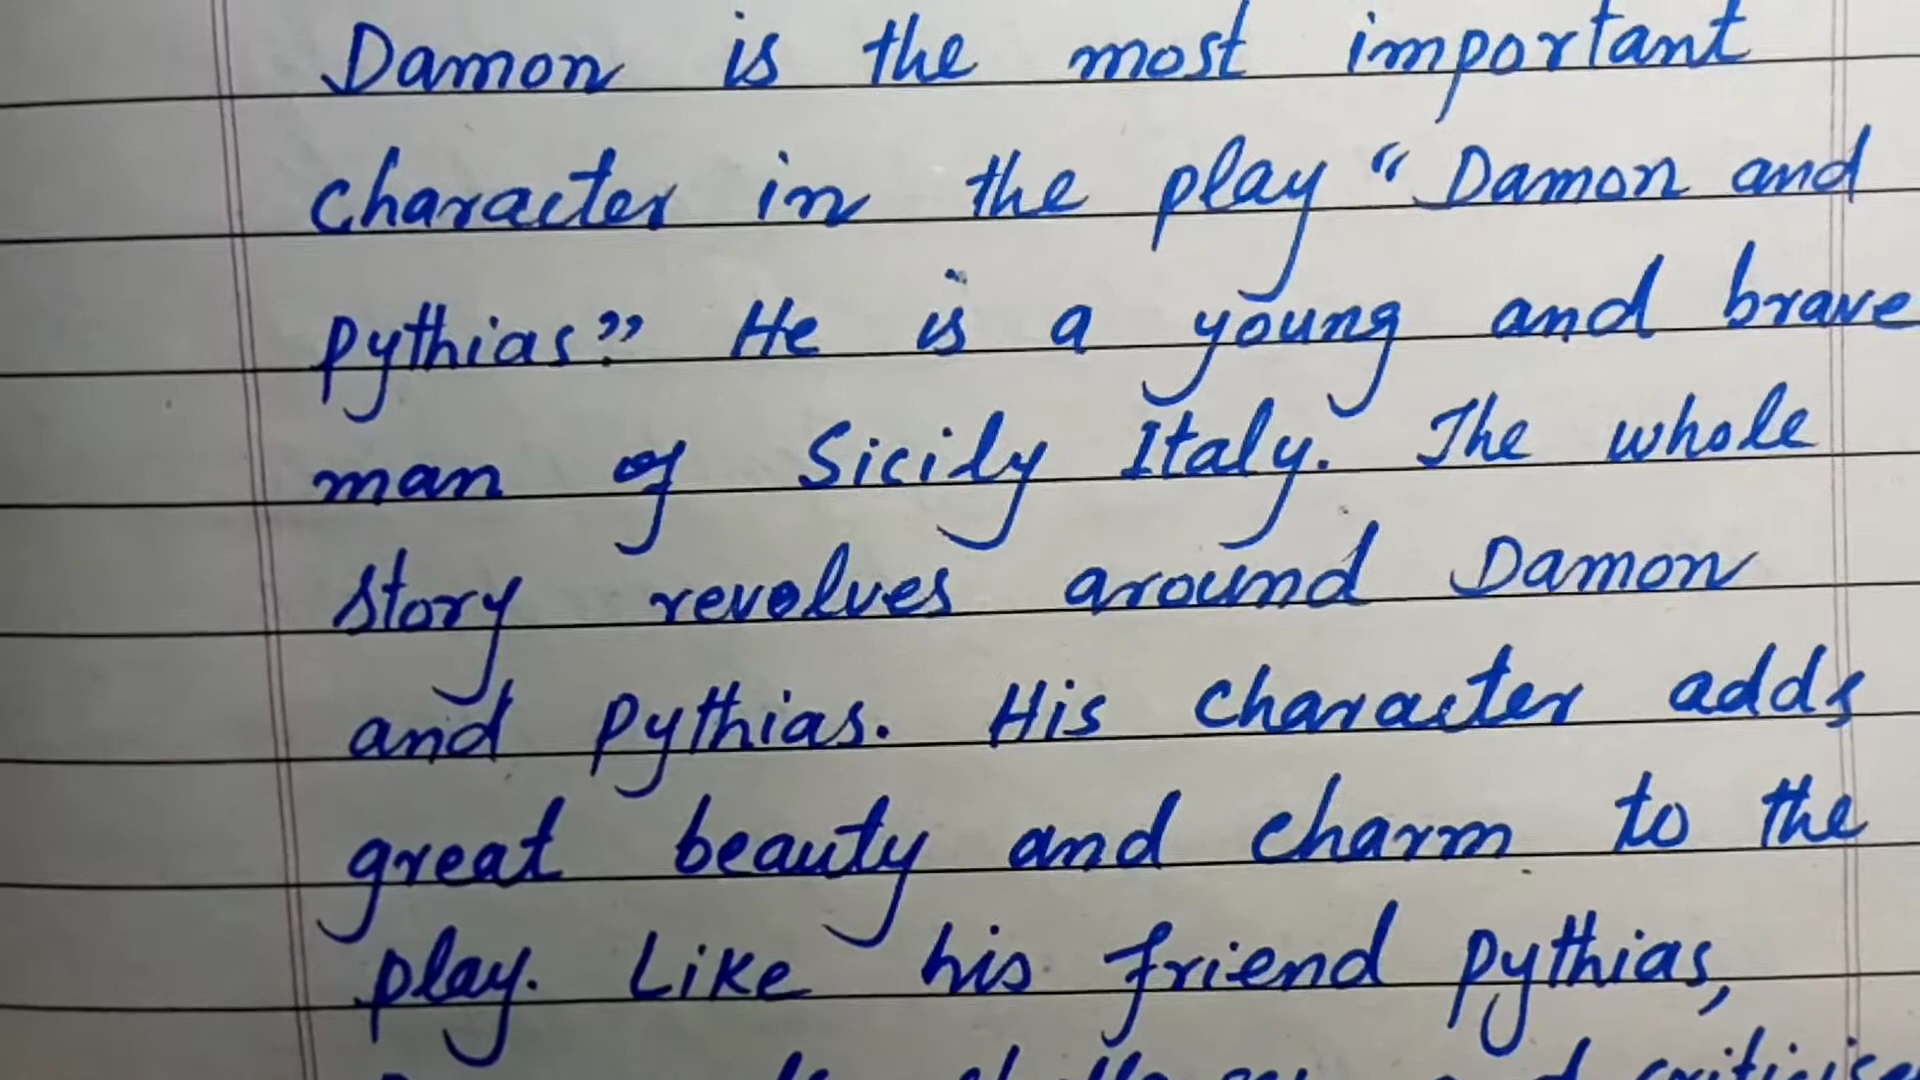 Damon is the most important
character in the play “Damon and
pythias.” He is a young and brave
man of Sicily Italy. The whole
story revolves around Damon
and pythias. His character adds
great beauty and charm to the
play. Like his friend pythias,